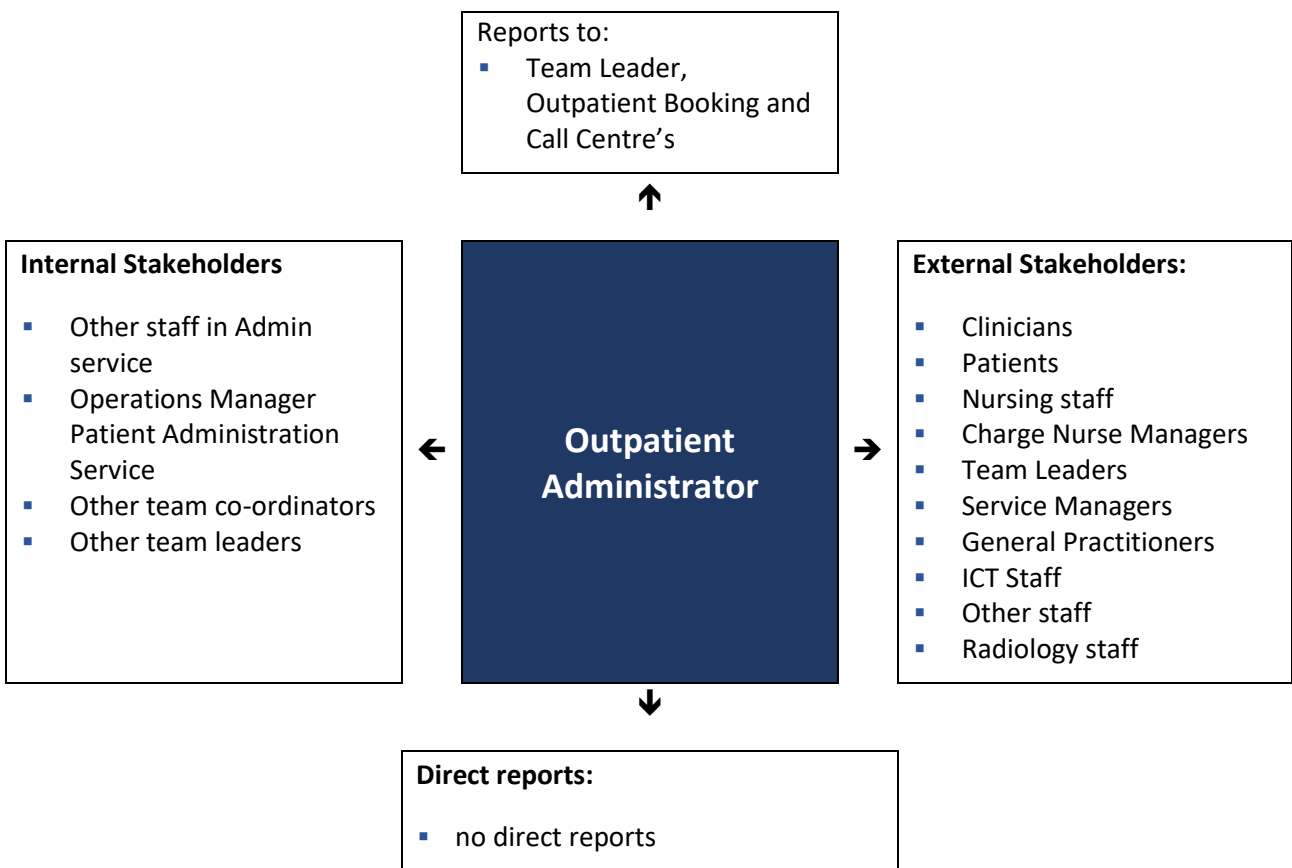 Reports to:
▪ Team Leader,
Outpatient Booking and
Call Centre’s
Internal Stakeholders
▪ Other staff in Admin
service
▪ Operations Manager
Patient Administration
Service
▪ Other team co-ordinators
▪ Other team leaders
Outpatient
Administrator
External Stakeholders:
▪ Clinicians
▪ Patients
▪ Nursing staff
▪ Charge Nurse Managers
▪ Team Leaders
▪ Service Managers
▪ General Practitioners
▪ ICT Staff
▪ Other staff
▪ Radiology staff
Direct reports:
▪ no direct reports